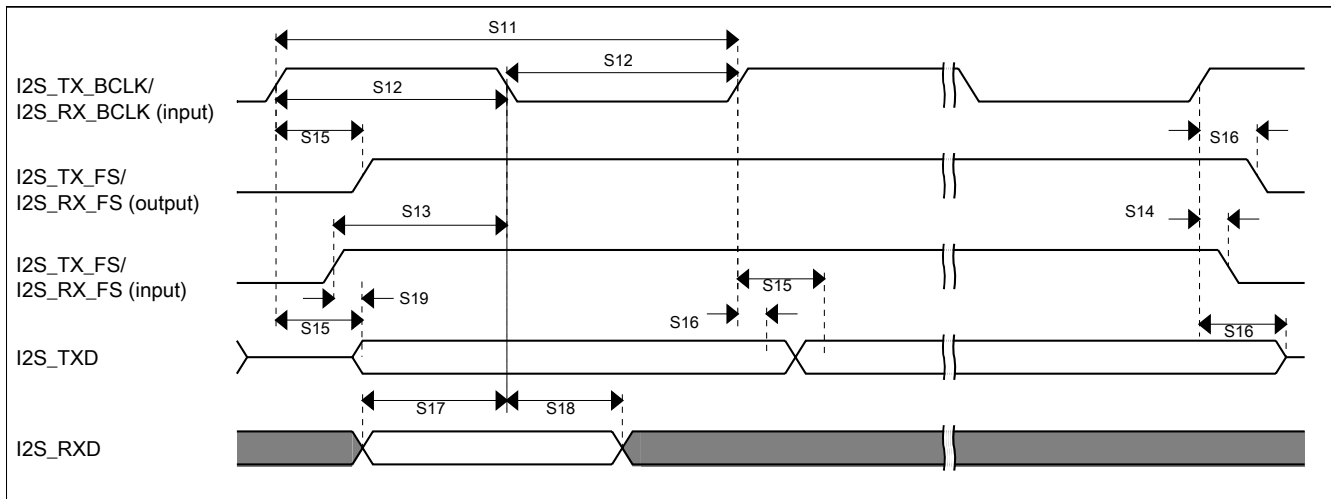 S11
I2S_TX_BCLK/
I2S_RX_BCLK (input)
S12
S12
S15
S16
I2S_TX_FS/
I2S_RX_FS (output)
S13
S14
I2S_TX_FS/
I2S_RX_FS (input)
S15
S19
S16
S15
S16
I2S_TXD
S17
S18
I2S_RXD